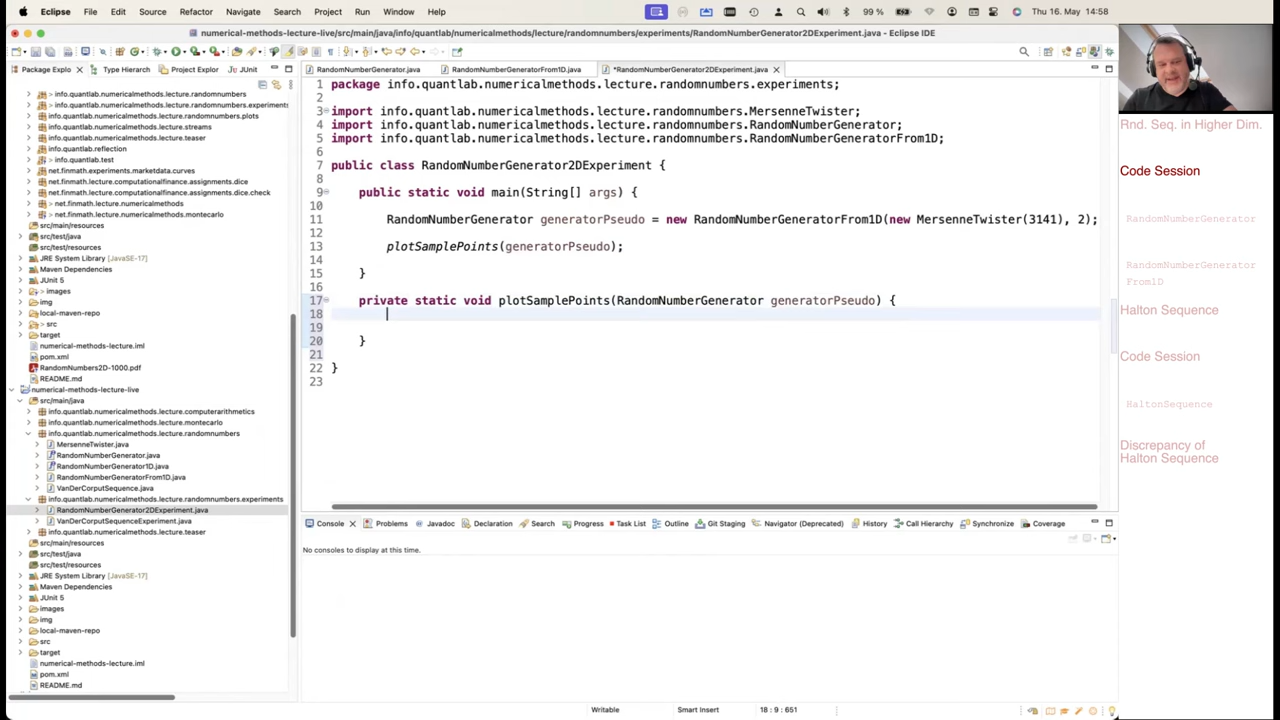 Eclipse File Edit View Source Refactor Navigate Search Project Run Window Help 99 % Thu 16. May 14:58
numerical-methods-lecture-live/src/main/java/info/quantlab/numericalmethods/lecture/randomnumbers/experiments/RandomNumberGenerator2DExperiment.java - Eclipse IDE
Package Explo Type Hierarchy Project Explor JUnit
RandomNumberGenerator.java RandomNumberGeneratorFrom1D.java *RandomNumberGenerator2DExperiment.java
> info.quantlab.numericalmethods.lecture.randomnumbers
> info.quantlab.numericalmethods.lecture.randomnumbers.experiments
info.quantlab.numericalmethods.lecture.randomnumbers.plots
info.quantlab.numericalmethods.lecture.streams
info.quantlab.numericalmethods.lecture.teaser
info.quantlab.reflection
> info.quantlab.test
net.finmath.experiments.marketdata.curves
net.finmath.lecture.computationalfinance.assignments.dice
net.finmath.lecture.computationalfinance.assignments.dice.check
> net.finmath.lecture.numericalmethods
> net.finmath.lecture.numericalmethods.montecarlo
src/main/resources
src/test/java
src/test/resources
JRE System Library [JavaSE-17]
Maven Dependencies
JUnit 5
> images
img
local-maven-repo
> src
target
numerical-methods-lecture.iml
pom.xml
RandomNumbers2D-1000.pdf
README.md
numerical-methods-lecture-live
src/main/java
info.quantlab.numericalmethods.lecture.computerarithmetics
info.quantlab.numericalmethods.lecture.montecarlo
info.quantlab.numericalmethods.lecture.randomnumbers
MersenneTwister.java
RandomNumberGenerator.java
RandomNumberGenerator1D.java
RandomNumberGeneratorFrom1D.java
VanDerCorputSequence.java
info.quantlab.numericalmethods.lecture.randomnumbers.experiments
RandomNumberGenerator2DExperiment.java
VanDerCorputSequenceExperiment.java
info.quantlab.numericalmethods.lecture.teaser
src/main/resources
src/test/java
src/test/resources
JRE System Library [JavaSE-17]
Maven Dependencies
JUnit 5
images
img
local-maven-repo
src
target
numerical-methods-lecture.iml
pom.xml
README.md
1 package info.quantlab.numericalmethods.lecture.randomnumbers.experiments;
2
3 import info.quantlab.numericalmethods.lecture.randomnumbers.MersenneTwister;
4 import info.quantlab.numericalmethods.lecture.randomnumbers.RandomNumberGenerator;
5 import info.quantlab.numericalmethods.lecture.randomnumbers.RandomNumberGeneratorFrom1D;
6
7 public class RandomNumberGenerator2DExperiment {
8
9 public static void main(String[] args) {
10
11 RandomNumberGenerator generatorPseudo = new RandomNumberGeneratorFrom1D(new MersenneTwister(3141), 2);
12
13 plotSamplePoints(generatorPseudo);
14
15 }
16
17 private static void plotSamplePoints(RandomNumberGenerator generatorPseudo) {
18
19
20 }
21
22 }
23
Console Problems Javadoc Declaration Search Progress Task List Outline Git Staging Navigator (Deprecated) History Call Hierarchy Synchronize Coverage
No consoles to display at this time.
Writable Smart Insert 18 : 9 : 651
Rnd. Seq. in Higher Dim.
Code Session
RandomNumberGenerator
RandomNumberGenerator
From1D
Halton Sequence
Code Session
HaltonSequence
Discrepancy of
Halton Sequence